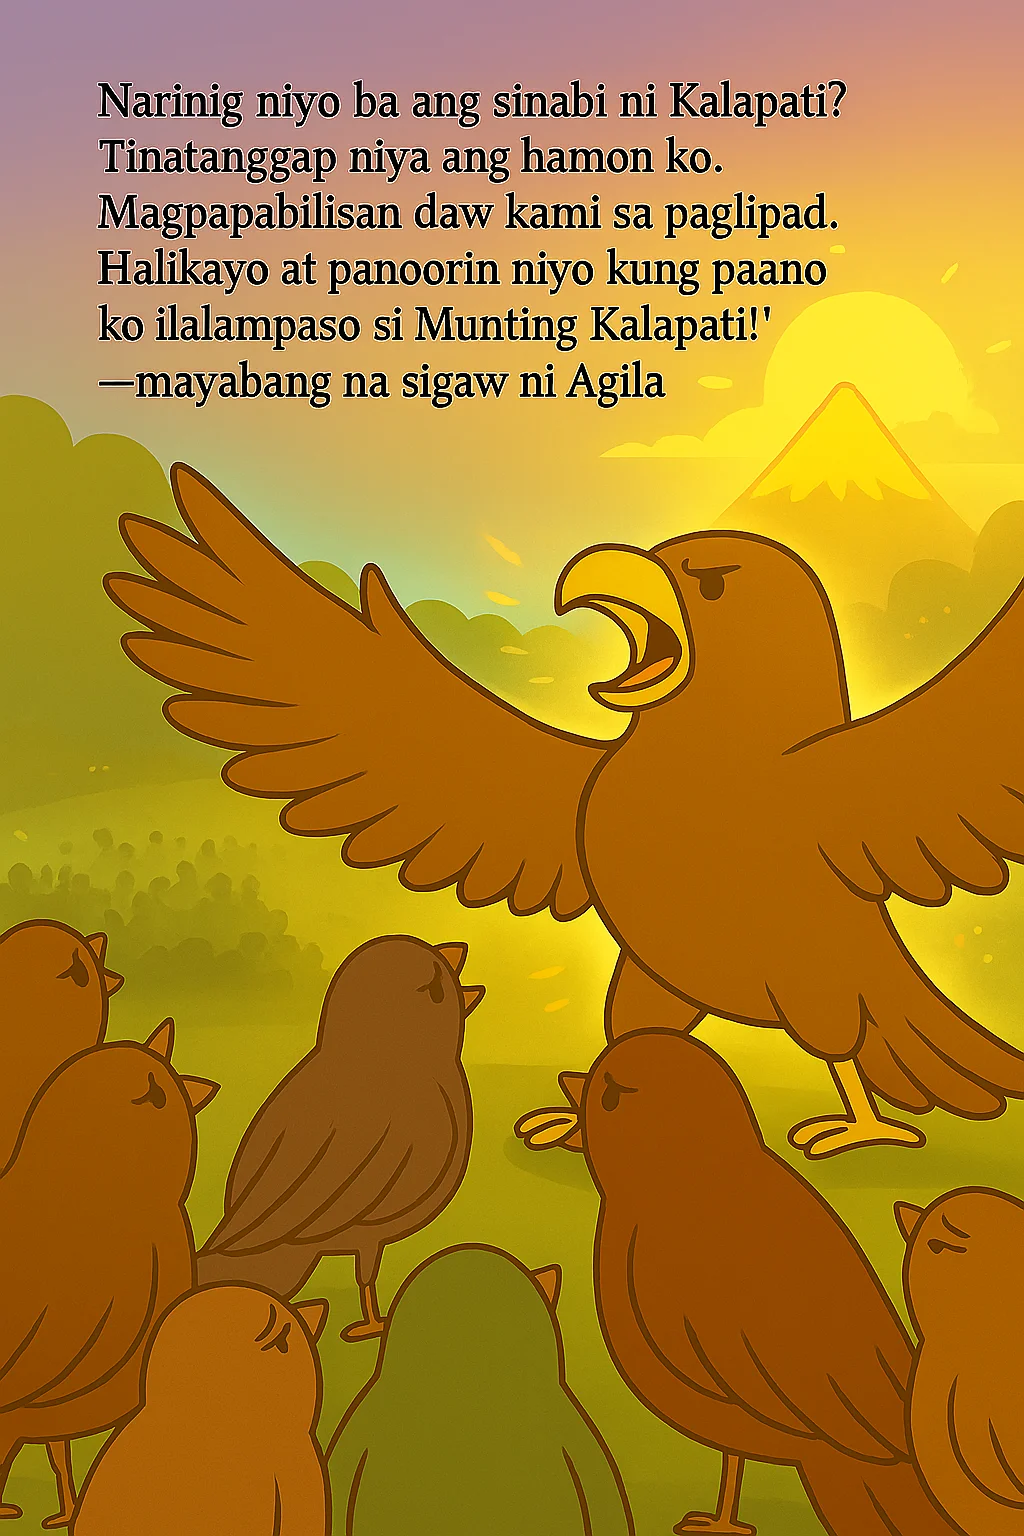 Narinig niyo ba ang sinabi ni Kalapati?
Tinatanggap niya ang hamon ko.
Magpapabilisan daw kami sa paglipad.
Halikayo at panoorin niyo kung paano
ko ilalampaso si Munting Kalapati!'
—mayabang na sigaw ni Agila